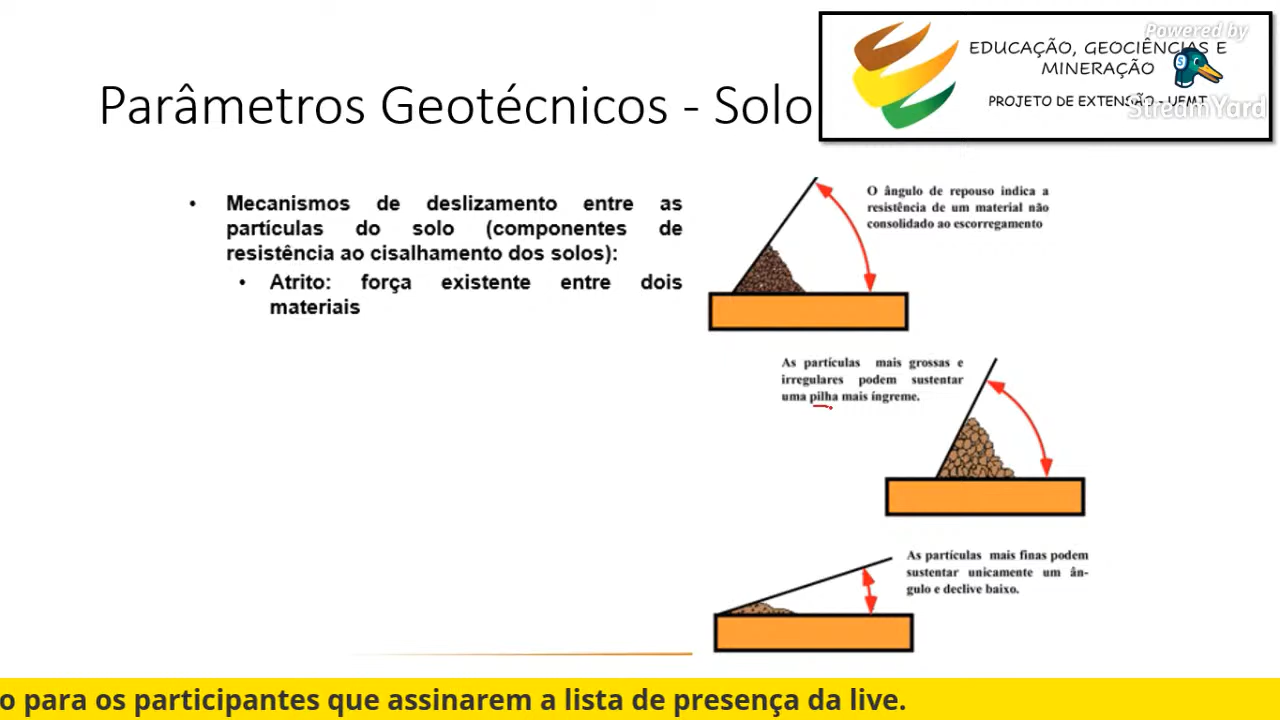 Powered by
EDUCAÇÃO, GEOCIÊNCIAS E
MINERAÇÃO
PROJETO DE EXTENSÃO - UFMT
StreamYard
Parâmetros Geotécnicos - Solo
• Mecanismos de deslizamento entre as
partículas do solo (componentes de
resistência ao cisalhamento dos solos):
• Atrito: força existente entre dois
materiais
O ângulo de repouso indica a
resistência de um material não
consolidado ao escorregamento
As partículas mais grossas e
irregulares podem sustentar
uma pilha mais íngreme.
As partículas mais finas podem
sustentar unicamente um ân-
gulo e declive baixo.
o para os participantes que assinarem a lista de presença da live.